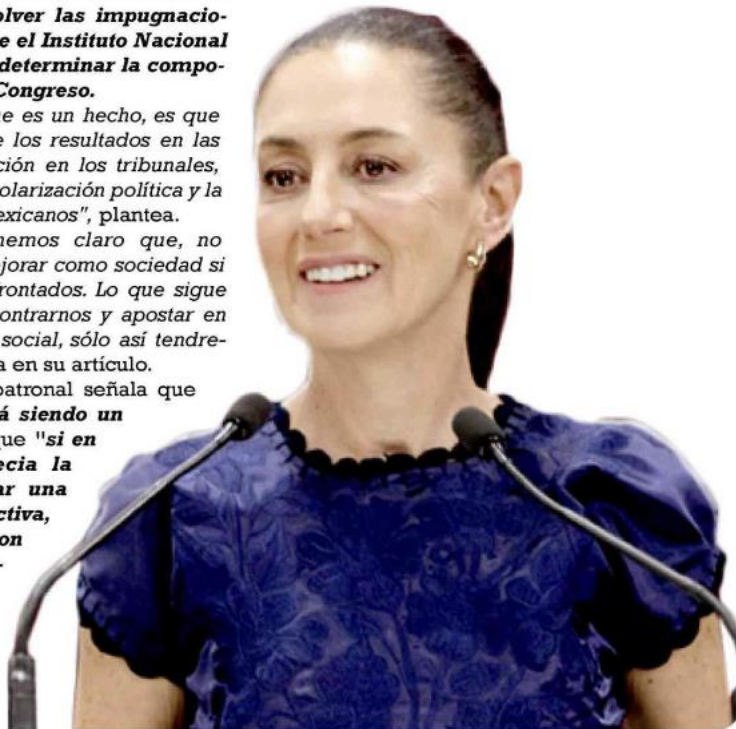 olver las impugnacio-
e el Instituto Nacional
determinar la compo-
Congreso.
ue es un hecho, es que
e los resultados en las
ción en los tribunales,
olarización política y la
exicanos", plantea.
nemos claro que, no
jorar como sociedad si
rontados. Lo que sigue
ontrarnos y apostar en
social, sólo así tendre-
a en su artículo.
patronal señala que
á siendo un
ue "si en
ecia la
ar una
ctiva,
on
-